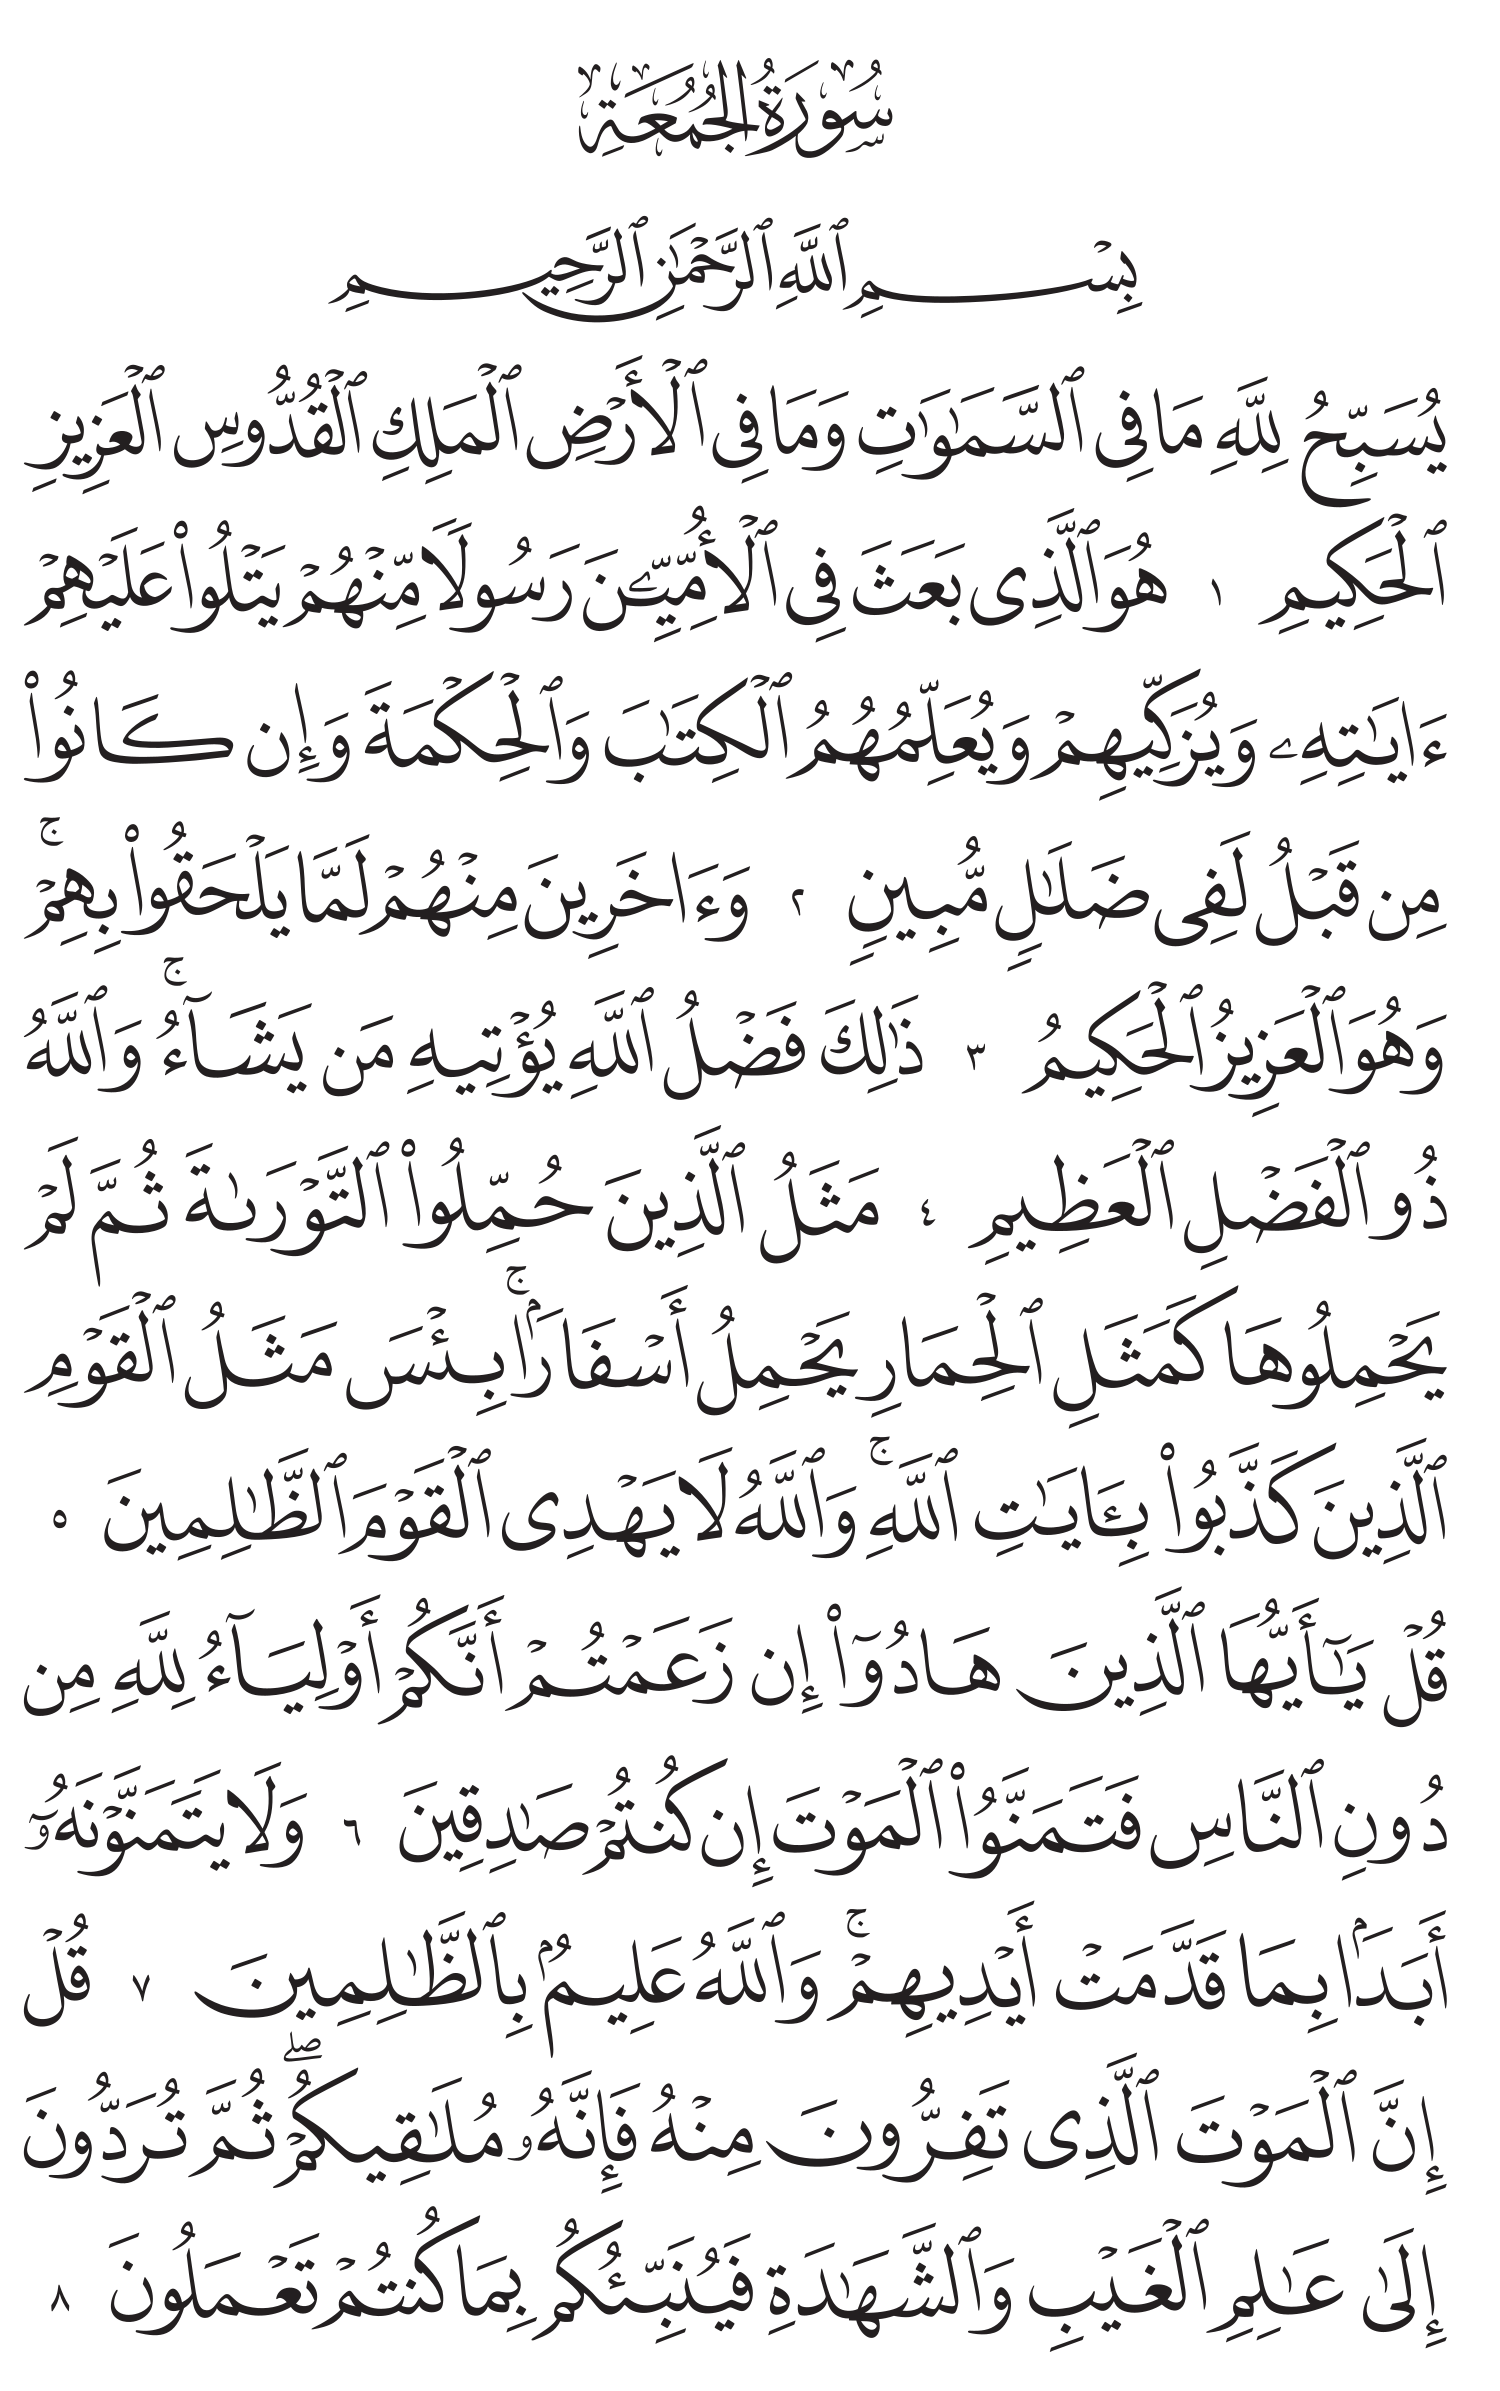 سُورَةُ الجُمُعَةِ
بِسْمِ ٱللَّهِ ٱلرَّحْمَٰنِ ٱلرَّحِيمِ
يُسَبِّحُ لِلَّهِ مَا فِى ٱلسَّمَٰوَٰتِ وَمَا فِى ٱلْأَرْضِ ٱلْمَلِكِ ٱلْقُدُّوسِ ٱلْعَزِيزِ
ٱلْحَكِيمِ ١ هُوَ ٱلَّذِى بَعَثَ فِى ٱلْأُمِّيِّـۧنَ رَسُولًا مِّنْهُمْ يَتْلُوا۟ عَلَيْهِمْ
ءَايَٰتِهِۦ وَيُزَكِّيهِمْ وَيُعَلِّمُهُمُ ٱلْكِتَٰبَ وَٱلْحِكْمَةَ وَإِن كَانُوا۟
مِن قَبْلُ لَفِى ضَلَٰلٍ مُّبِينٍ ٢ وَءَاخَرِينَ مِنْهُمْ لَمَّا يَلْحَقُوا۟ بِهِمْ ۚ
وَهُوَ ٱلْعَزِيزُ ٱلْحَكِيمُ ٣ ذَٰلِكَ فَضْلُ ٱللَّهِ يُؤْتِيهِ مَن يَشَآءُ ۚ وَٱللَّهُ
ذُو ٱلْفَضْلِ ٱلْعَظِيمِ ٤ مَثَلُ ٱلَّذِينَ حُمِّلُوا۟ ٱلتَّوْرَىٰةَ ثُمَّ لَمْ
يَحْمِلُوهَا كَمَثَلِ ٱلْحِمَارِ يَحْمِلُ أَسْفَارًۢا ۚ بِئْسَ مَثَلُ ٱلْقَوْمِ
ٱلَّذِينَ كَذَّبُوا۟ بِـَٔايَٰتِ ٱللَّهِ ۚ وَٱللَّهُ لَا يَهْدِى ٱلْقَوْمَ ٱلظَّٰلِمِينَ ٥
قُلْ يَٰٓأَيُّهَا ٱلَّذِينَ هَادُوٓا۟ إِن زَعَمْتُمْ أَنَّكُمْ أَوْلِيَآءُ لِلَّهِ مِن
دُونِ ٱلنَّاسِ فَتَمَنَّوُا۟ ٱلْمَوْتَ إِن كُنتُمْ صَٰدِقِينَ ٦ وَلَا يَتَمَنَّوْنَهُۥٓ
أَبَدًۢا بِمَا قَدَّمَتْ أَيْدِيهِمْ ۚ وَٱللَّهُ عَلِيمٌۢ بِٱلظَّٰلِمِينَ ٧ قُلْ
إِنَّ ٱلْمَوْتَ ٱلَّذِى تَفِرُّونَ مِنْهُ فَإِنَّهُۥ مُلَٰقِيكُمْ ۖ ثُمَّ تُرَدُّونَ
إِلَىٰ عَٰلِمِ ٱلْغَيْبِ وَٱلشَّهَٰدَةِ فَيُنَبِّئُكُم بِمَا كُنتُمْ تَعْمَلُونَ ٨